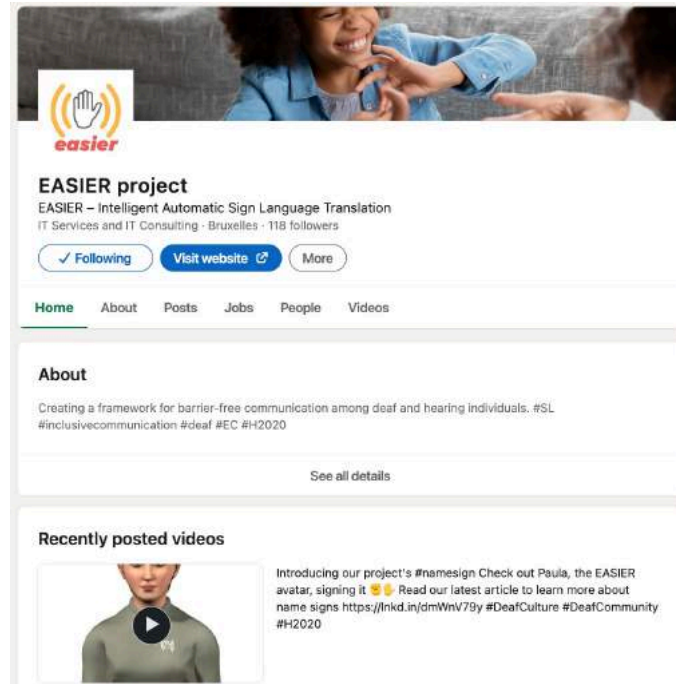 easier
EASIER project
EASIER – Intelligent Automatic Sign Language Translation
IT Services and IT Consulting · Bruxelles · 118 followers
Following
Visit website
More
Home
About
Posts
Jobs
People
Videos
About
Creating a framework for barrier-free communication among deaf and hearing individuals. #SL
#inclusivecommunication #deaf #EC #H2020
See all details
Recently posted videos
Introducing our project's #namesign Check out Paula, the EASIER
avatar, signing it ✊🖐 Read our latest article to learn more about
name signs https://lnkd.in/dmWnV79y #DeafCulture #DeafCommunity
#H2020